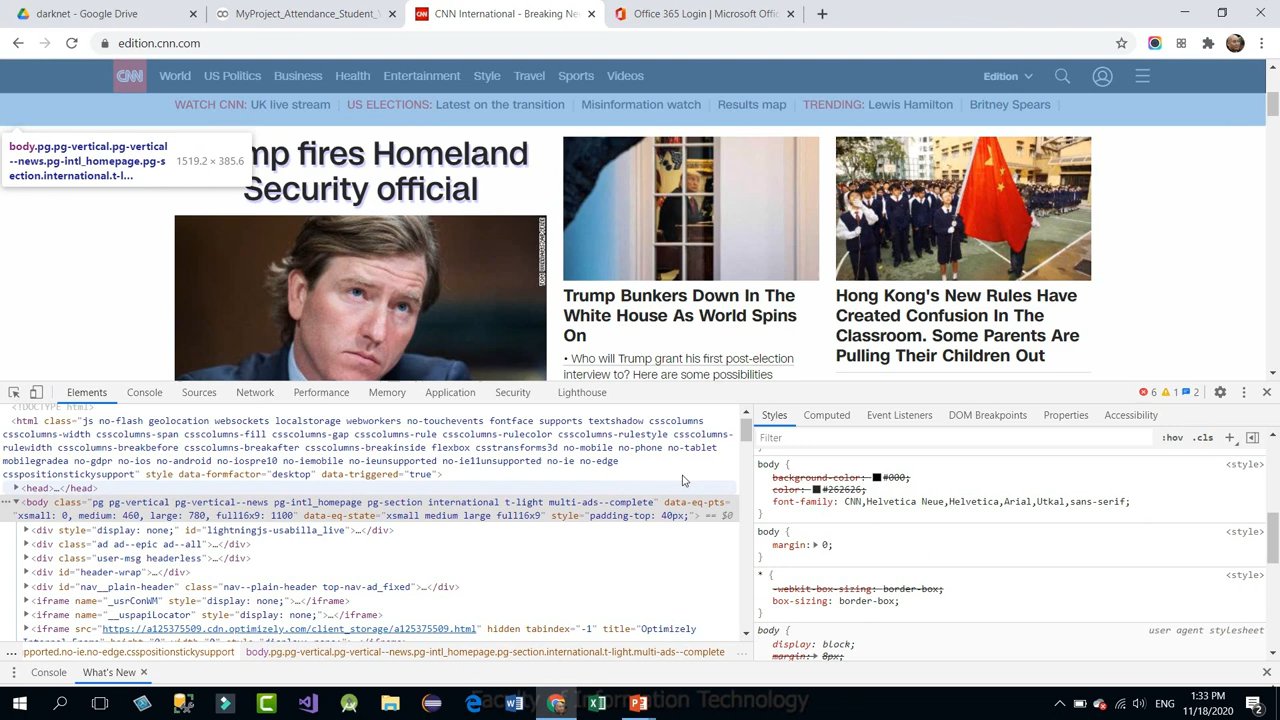 darknet - Google Drive
MyProject_Attendance_Student_
CNN International - Breaking Ne
Office 365 Login | Microsoft Offi
edition.cnn.com
CNN World US Politics Business Health Entertainment Style Travel Sports Videos Edition
WATCH CNN: UK live stream US ELECTIONS: Latest on the transition Misinformation watch Results map TRENDING: Lewis Hamilton Britney Spears
body.pg.pg-vertical.pg-vertical
--news.pg-intl_homepage.pg-s
ection.international.t-l...
1519.2 × 385.6
mp fires Homeland
Security official
Trump Bunkers Down In The
White House As World Spins
On
• Who will Trump grant his first post-election
interview to? Here are some possibilities
Hong Kong's New Rules Have
Created Confusion In The
Classroom. Some Parents Are
Pulling Their Children Out
Elements Console Sources Network Performance Memory Application Security Lighthouse 6 1 2
<!DOCTYPE html>
<html class="js no-flash geolocation websockets localstorage webworkers no-touchevents fontface supports textshadow csscolumns
csscolumns-width csscolumns-span csscolumns-fill csscolumns-gap csscolumns-rule csscolumns-rulecolor csscolumns-rulestyle csscolumns-
rulewidth csscolumns-breakbefore csscolumns-breakafter csscolumns-breakinside flexbox csstransforms3d no-mobile no-phone no-tablet
mobilegradea no-gdpr no-ios no-android no-iospre10 no-iemobile no-ieunsupported no-ie11unsupported no-ie no-edge
csspositionstickysupport" style data-formfactor="desktop" data-triggered="true">
<head>…</head>
<body class="pg pg-vertical pg-vertical--news pg-intl_homepage pg-section international t-light multi-ads--complete" data-eq-pts=
"xsmall: 0, medium: 460, large: 780, full16x9: 1100" data-eq-state="xsmall medium large full16x9" style="padding-top: 40px;"> == $0
<div style="display: none;" id="lightningjs-usabilla_live">…</div>
<div class="ad ad--epic ad--all">…</div>
<div class="user-msg headerless">…</div>
<div id="header-wrap">…</div>
<div id="nav__plain-header" class="nav--plain-header top-nav-ad_fixed">…</div>
<iframe name="_usrConWM" style="display: none;">…</iframe>
<iframe name="__uspapiLocator" style="display: none;">…</iframe>
<iframe src="https://a125375509.cdn.optimizely.com/client_storage/a125375509.html" hidden tabindex="-1" title="Optimizely
pported.no-ie.no-edge.csspositionstickysupport body.pg.pg-vertical.pg-vertical--news.pg-intl_homepage.pg-section.international.t-light.multi-ads--complete ...
Styles Computed Event Listeners DOM Breakpoints Properties Accessibility
Filter :hov .cls
body { <style>
background-color: #000;
color: #262626;
font-family: CNN,Helvetica Neue,Helvetica,Arial,Utkal,sans-serif;
}
body { <style>
margin: 0;
}
* { <style>
-webkit-box-sizing: border-box;
box-sizing: border-box;
}
body { user agent stylesheet
display: block;
margin: 8px;
Console What's New
Faculty of Information Technology
ENG
1:33 PM
11/18/2020
2